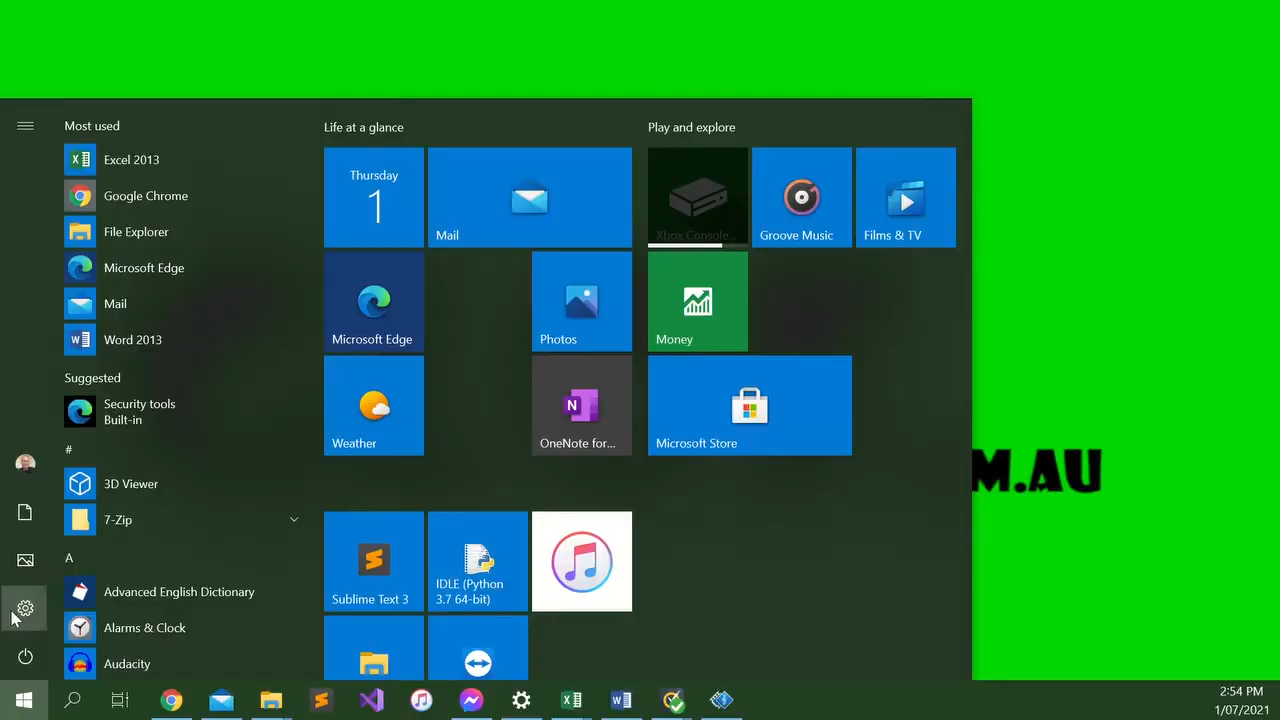 Most used
Excel 2013
Google Chrome
File Explorer
Microsoft Edge
Mail
Word 2013
Suggested
Security tools
Built-in
#
3D Viewer
7-Zip
A
Advanced English Dictionary
Alarms & Clock
Audacity
Life at a glance
Thursday
1
Mail
Microsoft Edge
Photos
Weather
OneNote for...
Sublime Text 3
IDLE (Python
3.7 64-bit)
Play and explore
Xbox Console...
Groove Music
Films & TV
Money
Microsoft Store
M.AU
2:54 PM
1/07/2021